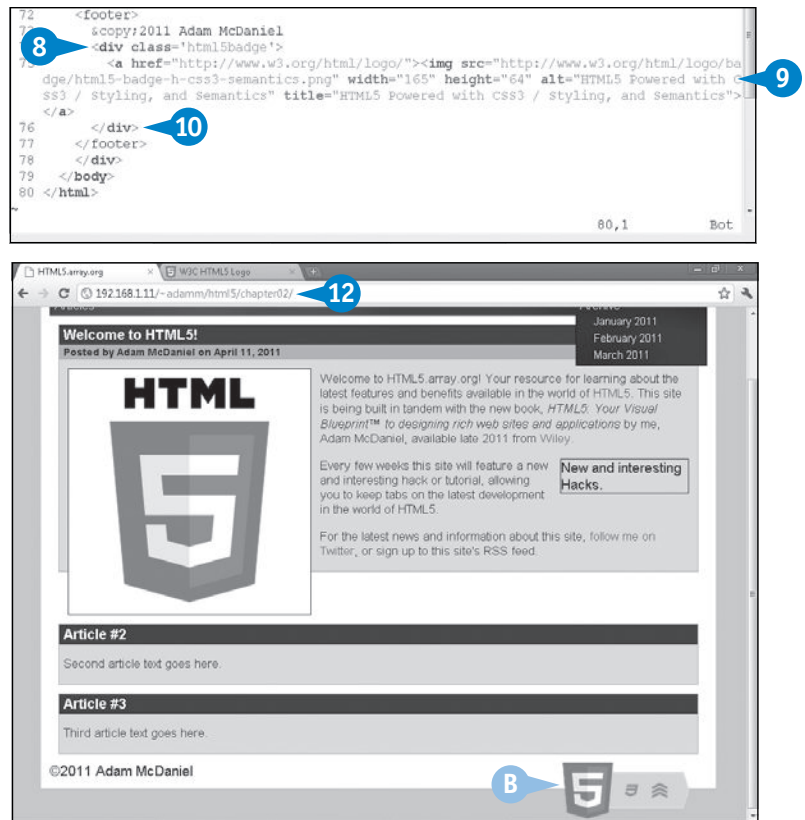 72 <footer>
73 &copy;2011 Adam McDaniel
8
<div class='html5badge'>
75 <a href="http://www.w3.org/html/logo/"><img src="http://www.w3.org/html/logo/ba
dge/html5-badge-h-css3-semantics.png" width="165" height="64" alt="HTML5 Powered with C
9
SS3 / Styling, and Semantics" title="HTML5 Powered with CSS3 / Styling, and Semantics">
</a>
76 </div>
10
77 </footer>
78 </div>
79 </body>
80 </html>
~
80,1 Bot
HTML5.array.org × W3C HTML5 Logo ×
192.168.1.11/~adamm/html5/chapter02/
12
Articles
Archive
January 2011
February 2011
March 2011
Welcome to HTML5!
Posted by Adam McDaniel on April 11, 2011
HTML
5
Welcome to HTML5.array.org! Your resource for learning about the
latest features and benefits available in the world of HTML5. This site
is being built in tandem with the new book, HTML5: Your Visual
Blueprint™ to designing rich web sites and applications by me,
Adam McDaniel, available late 2011 from Wiley.
Every few weeks this site will feature a new
and interesting hack or tutorial, allowing
you to keep tabs on the latest development
in the world of HTML5.
New and interesting
Hacks.
For the latest news and information about this site, follow me on
Twitter, or sign up to this site's RSS feed.
Article #2
Second article text goes here.
Article #3
Third article text goes here.
©2011 Adam McDaniel
B
5